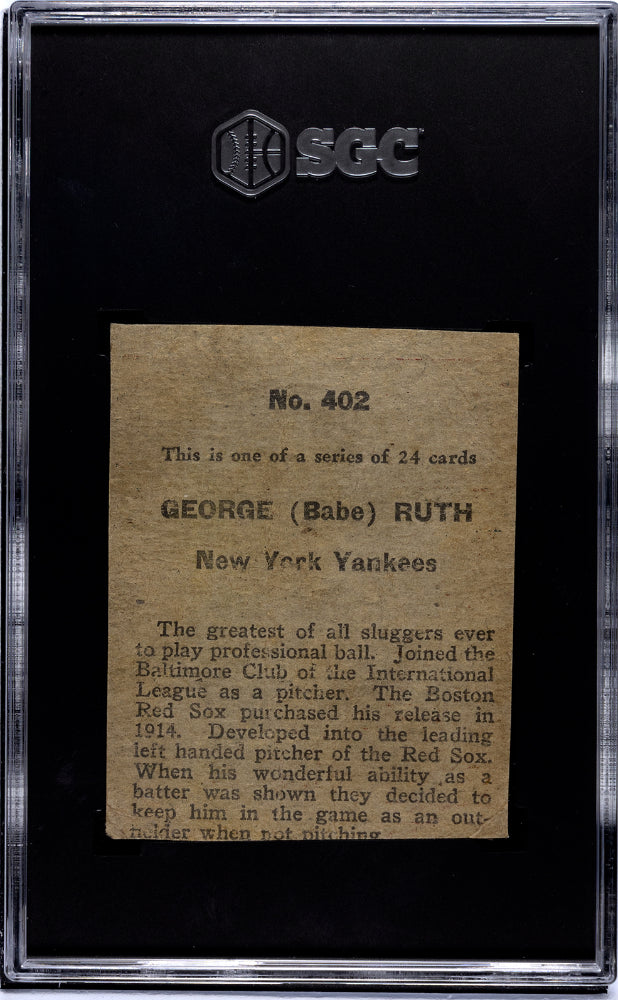 SGC
No. 402
This is one of a series of 24 cards
GEORGE (Babe) RUTH
New York Yankees
The greatest of all sluggers ever
to play professional ball. Joined the
Baltimore Club of the International
League as a pitcher. The Boston
Red Sox purchased his release in
1914. Developed into the leading
left handed pitcher of the Red Sox.
When his wonderful ability as a
batter was shown they decided to
keep him in the game as an out-
fielder when not pitching